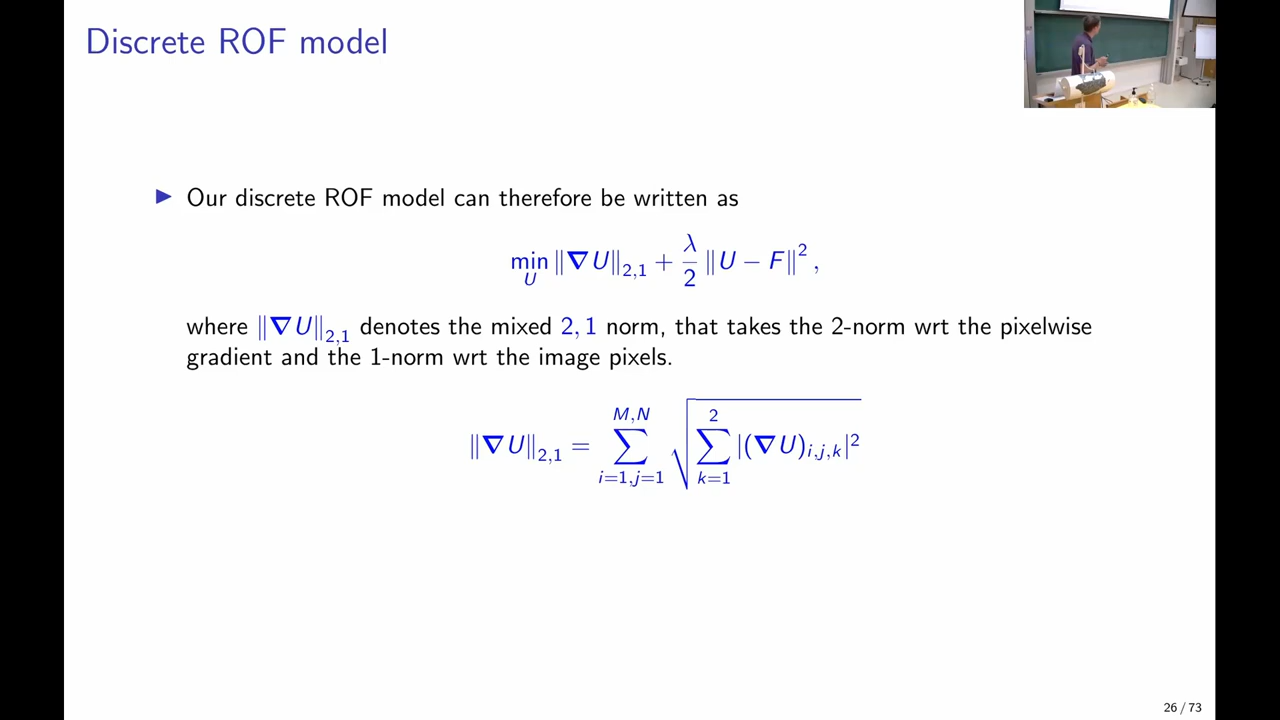 Discrete ROF model
▶ Our discrete ROF model can therefore be written as
min_U ‖∇U‖_{2,1} + λ/2 ‖U − F‖²,
where ‖∇U‖_{2,1} denotes the mixed 2, 1 norm, that takes the 2-norm wrt the pixelwise
gradient and the 1-norm wrt the image pixels.
‖∇U‖_{2,1} = ∑_{i=1,j=1}^{M,N} √(∑_{k=1}^{2} |(∇U)_{i,j,k}|²)
26 / 73